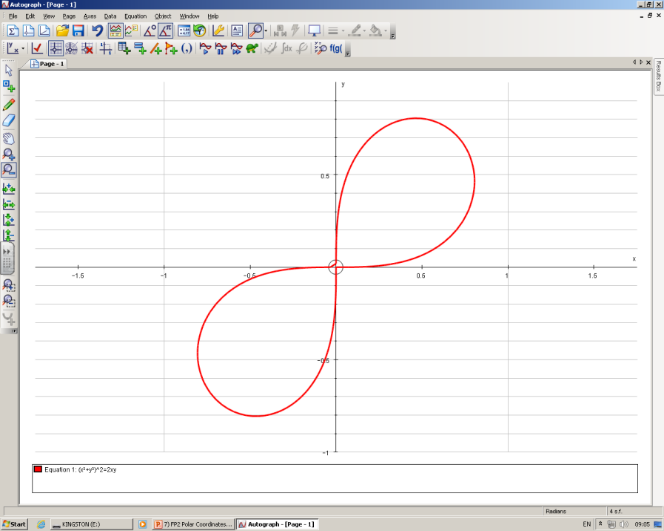 Autograph - [Page - 1]
File Edit View Page Axes Data Equation Object Window Help
Page - 1
Results Box
y
0.5
x
-1.5 -1 -0.5 0 0.5 1 1.5
-0.5
-1
Equation 1: (x²+y²)^2=2xy
Radians 4 s.f.
Start KINGSTON (E:) 7) FP2 Polar Coordinates... Autograph - [Page - 1] EN 09:05